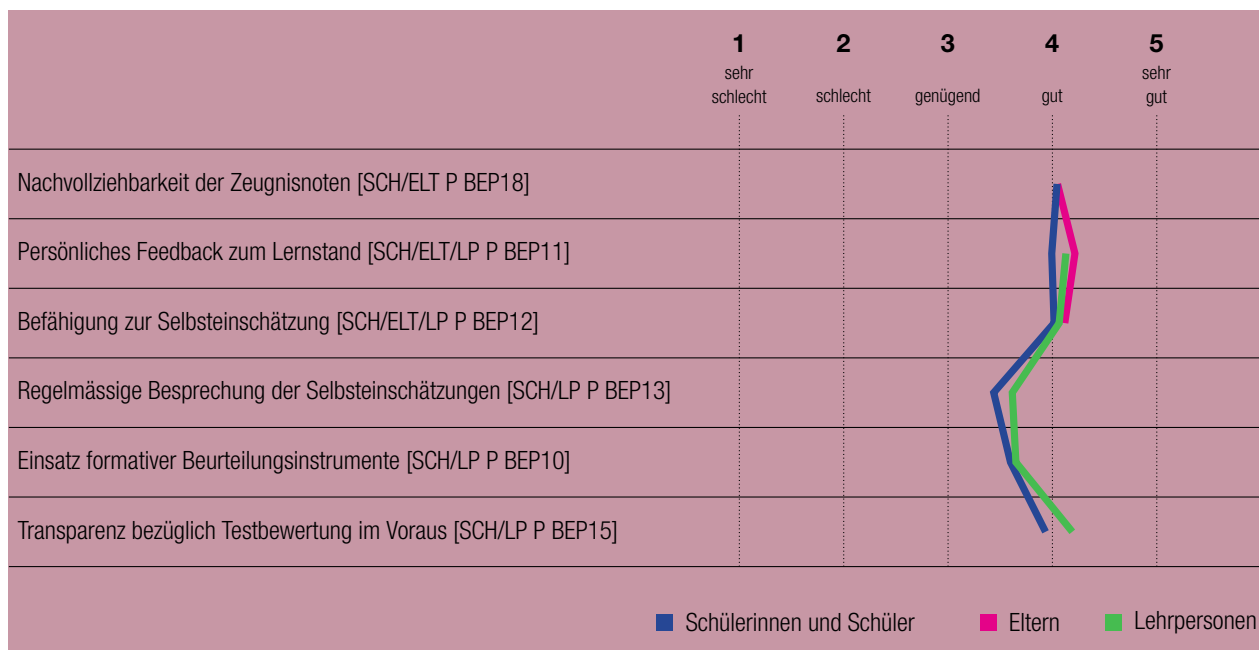 1 2 3 4 5
sehr schlecht schlecht genügend gut sehr gut
Nachvollziehbarkeit der Zeugnisnoten [SCH/ELT P BEP18]
Persönliches Feedback zum Lernstand [SCH/ELT/LP P BEP11]
Befähigung zur Selbsteinschätzung [SCH/ELT/LP P BEP12]
Regelmässige Besprechung der Selbsteinschätzungen [SCH/LP P BEP13]
Einsatz formativer Beurteilungsinstrumente [SCH/LP P BEP10]
Transparenz bezüglich Testbewertung im Voraus [SCH/LP P BEP15]
Schülerinnen und Schüler Eltern Lehrpersonen